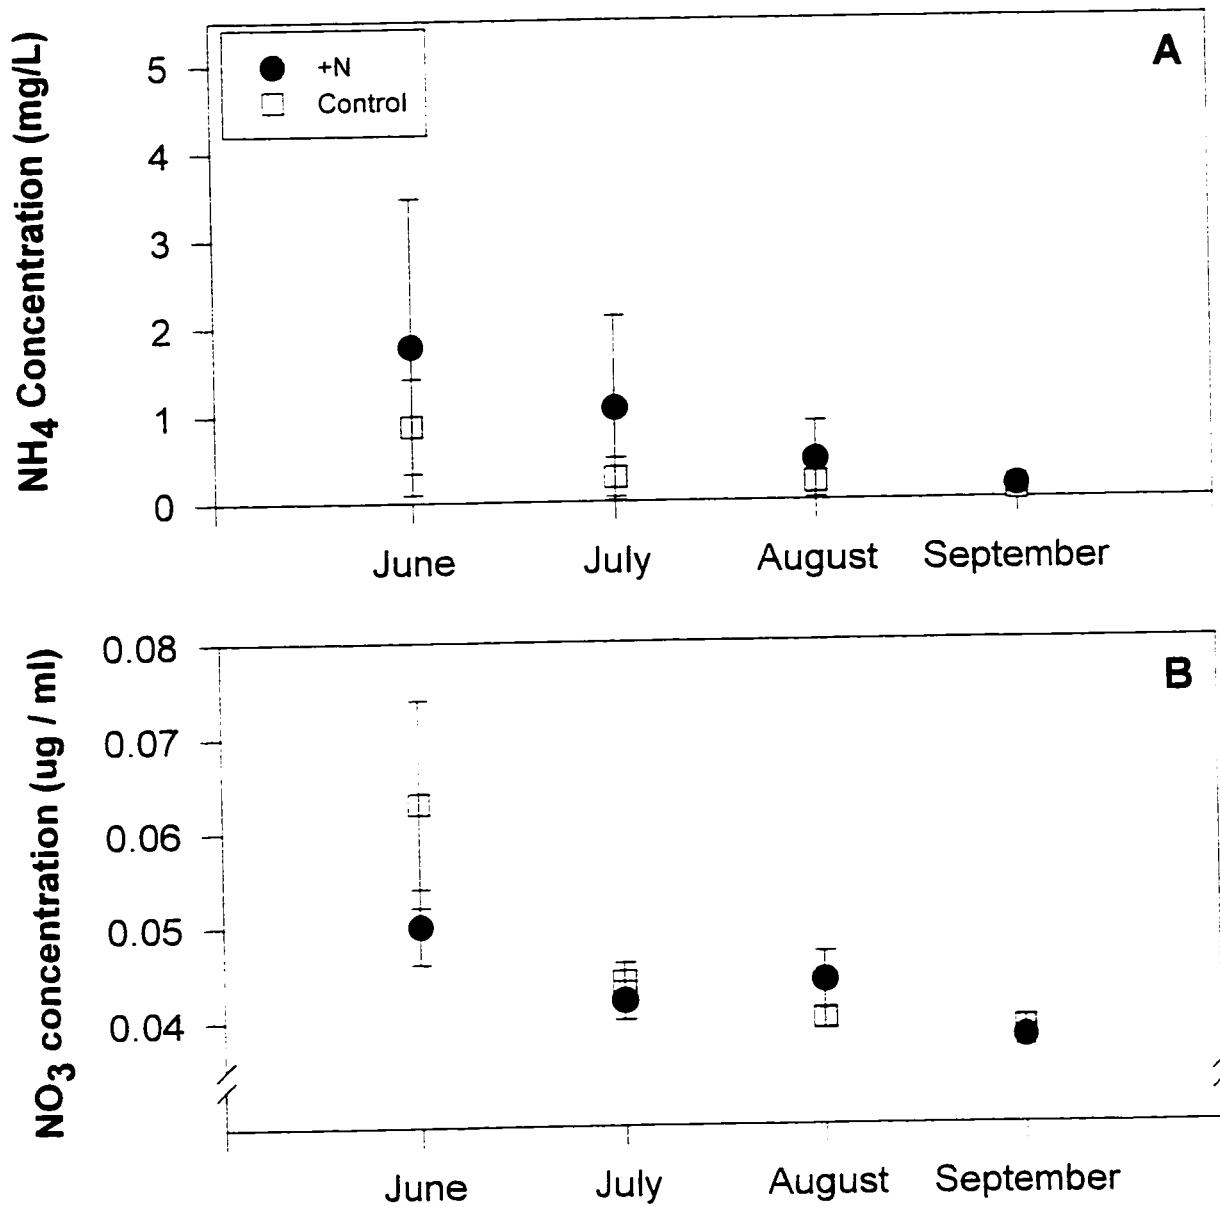 A
NH4 Concentration (mg/L)
5
4
3
2
1
0
+N
Control
June July August September
B
NO3 concentration (ug / ml)
0.08
0.07
0.06
0.05
0.04
June July August September